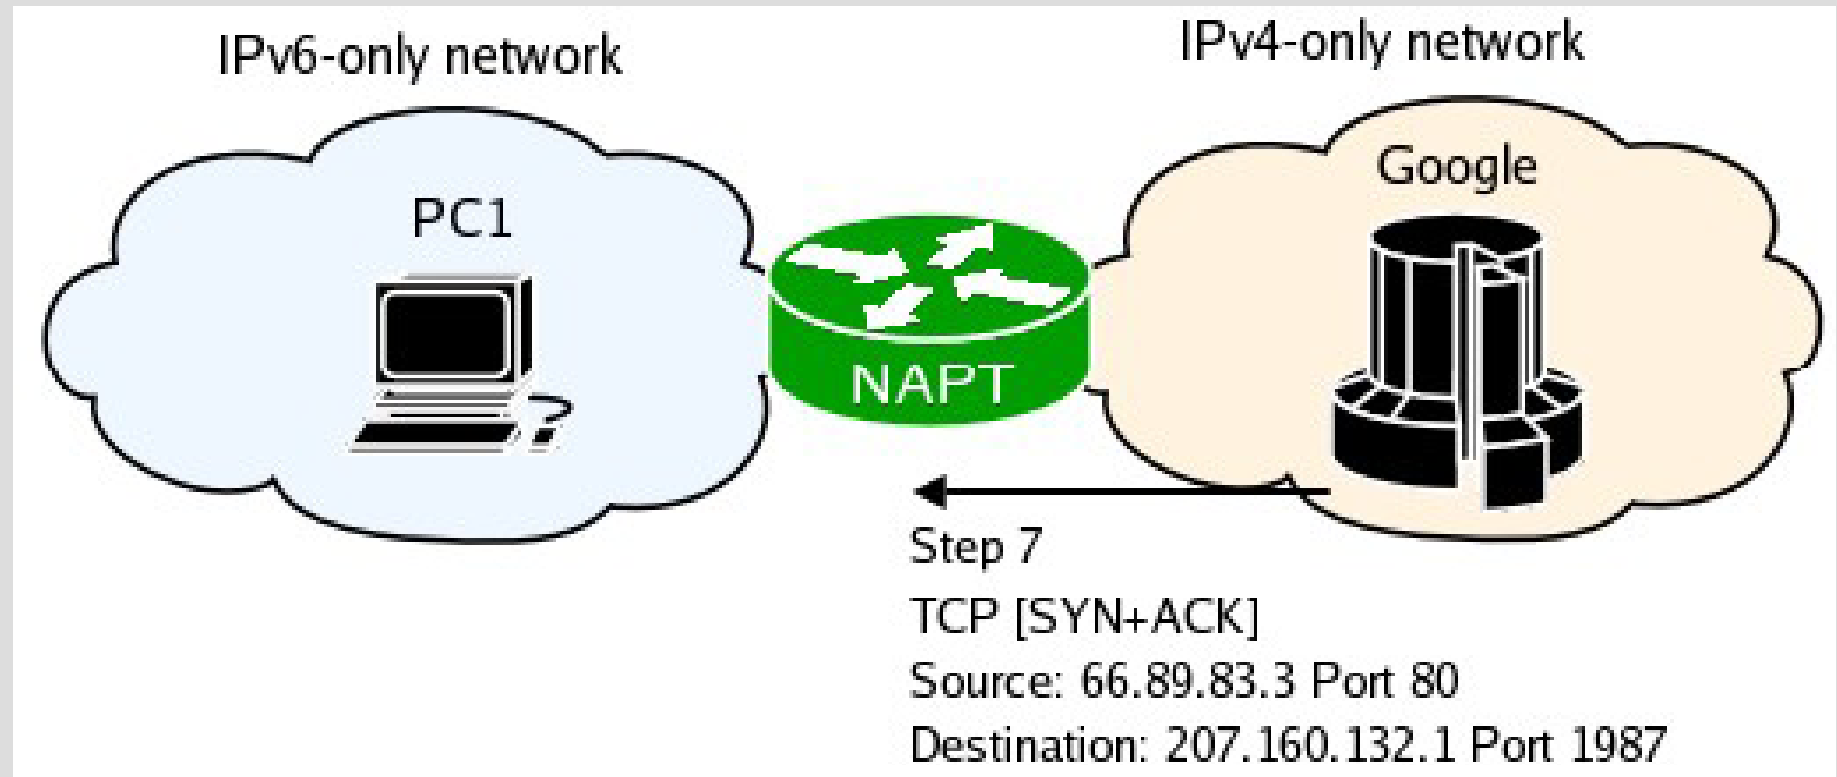 IPv6-only network
IPv4-only network
Google
PC1
NAPT
Step 7
TCP [SYN+ACK]
Source: 66.89.83.3 Port 80
Destination: 207.160.132.1 Port 1987